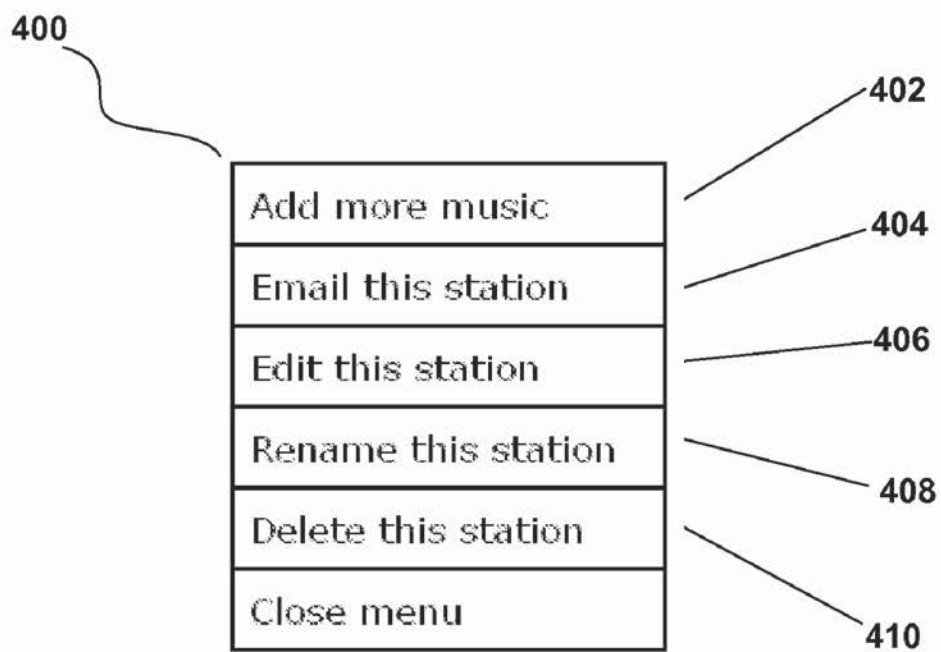 400
402
Add more music
404
Email this station
406
Edit this station
Rename this station
408
Delete this station
Close menu
410